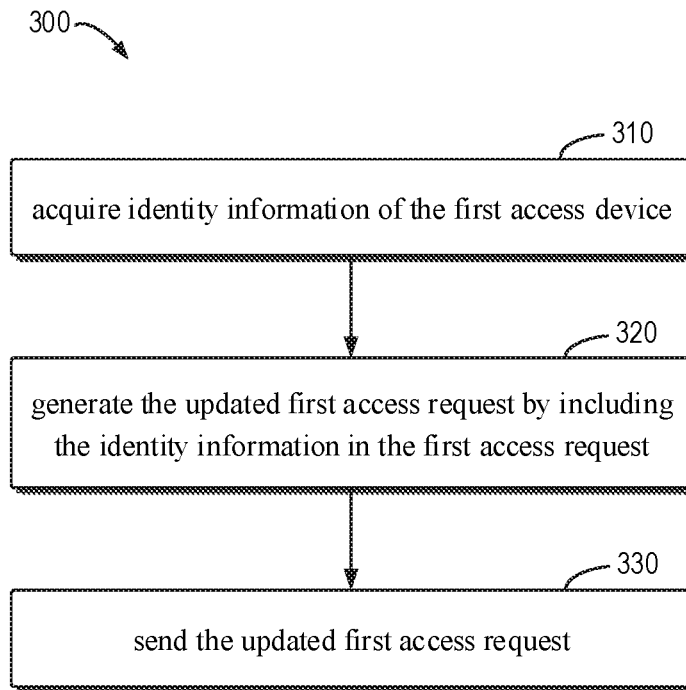 300
310
acquire identity information of the first access device
320
generate the updated first access request by including
the identity information in the first access request
330
send the updated first access request